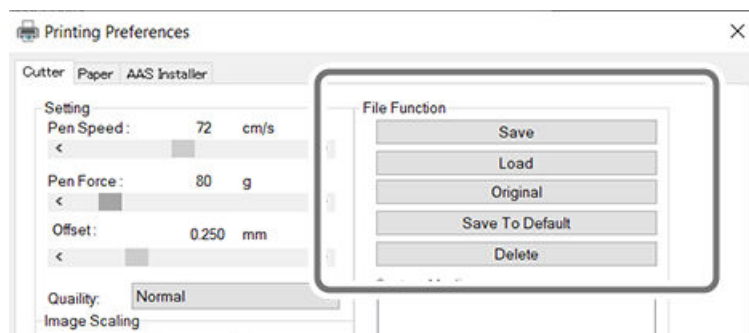 Printing Preferences
Cutter Paper AAS Installer
Setting
Pen Speed: 72 cm/s
Pen Force: 80 g
Offset: 0.250 mm
Quaility: Normal
Image Scaling
File Function
Save
Load
Original
Save To Default
Delete